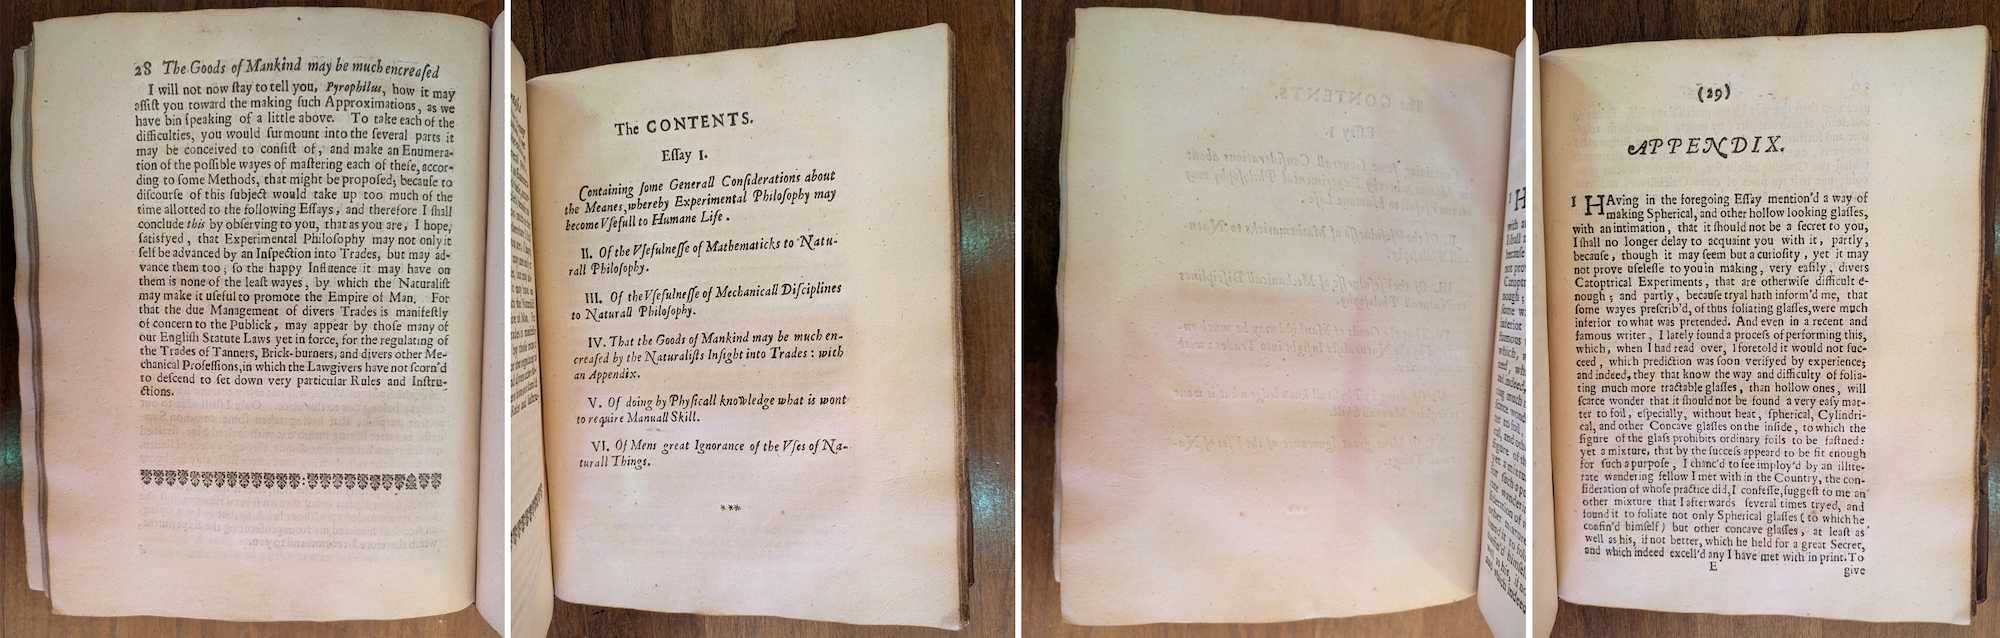 28 The Goods of Mankind may be much encreaſed
I will not now ſtay to tell you, Pyrophilus, how it may
aſſiſt you toward the making ſuch Approximations, as we
have bin ſpeaking of a little above. To take each of the
difficulties, you would ſurmount into the ſeveral parts it
may be conceived to conſiſt of, and make an Enumera-
tion of the poſſible wayes of maſtering each of theſe, accor-
ding to ſome Methods, that might be propoſed; becauſe to
diſcourſe of this ſubject would take up too much of the
time allotted to the following Eſſays, and therefore I ſhall
conclude this by obſerving to you, that as you are, I hope,
ſatisfyed, that Experimental Philoſophy may not only it
ſelf be advanced by an Inſpection into Trades, but may ad-
vance them too; ſo the happy Influence it may have on
them is none of the leaſt wayes, by which the Naturaliſt
may make it uſeful to promote the Empire of Man. For
that the due Management of divers Trades is manifeſtly
of concern to the Publick, may appear by thoſe many of
our Engliſh Statute Laws yet in force, for the regulating of
the Trades of Tanners, Brick-burners, and divers other Me-
chanical Profeſſions, in which the Lawgivers have not ſcorn'd
to deſcend to ſet down very particular Rules and Inſtru-
ctions.
The CONTENTS.
Eſſay I.
Containing ſome Generall Conſiderations about
the Meanes, whereby Experimental Philoſophy may
become Vſefull to Humane Life.
II. Of the Vſefulneſſe of Mathematicks to Natu-
rall Philoſophy.
III. Of the Vſefulneſſe of Mechanicall Diſciplines
to Naturall Philoſophy.
IV. That the Goods of Mankind may be much en-
creaſed by the Naturaliſts Inſight into Trades: with
an Appendix.
V. Of doing by Phyſicall knowledge what is wont
to require Manuall Skill.
VI. Of Mens great Ignorance of the Vſes of Na-
turall Things.
***
(29)
APPENDIX.
1 HAving in the foregoing Eſſay mention'd a way of
making Spherical, and other hollow looking glaſſes,
with an intimation, that it ſhould not be a ſecret to you,
I ſhall no longer delay to acquaint you with it, partly,
becauſe, though it may ſeem but a curioſity, yet it may
not prove uſeleſſe to you in making, very eaſily, divers
Catoptrical Experiments, that are otherwiſe difficult e-
nough; and partly, becauſe tryal hath inform'd me, that
ſome ways preſcrib'd, of thus foliating glaſſes, were much
inferior to what was pretended. And even in a recent and
famous writer, I lately found a proceſs of performing this,
which, when I had read over, I foretold it would not ſuc-
ceed, which prediction was ſoon verifyed by experience;
and indeed, they that know the way and difficulty of folia-
ting much more tractable glaſſes, than hollow ones, will
ſcarce wonder that it ſhould not be found a very eaſy mat-
ter to foil, eſpecially, without heat, ſpherical, Cylindri-
cal, and other Concave glaſſes on the inſide, to which the
figure of the glaſs prohibits ordinary foils to be faſtned:
yet a mixture, that by the ſucceſs appeard to be fit enough
for ſuch a purpoſe, I chanc'd to ſee imploy'd by an illite-
rate wandering fellow I met with in the Country, the con-
ſideration of whoſe practice did, I confeſſe, ſuggeſt to me an
other mixture that I afterwards ſeveral times tryed, and
found it to foliate not only Spherical glaſſes (to which he
confin'd himſelf) but other concave glaſſes, at leaſt as
well as his, if not better, which he held for a great Secret,
and which indeed excell'd any I have met with in print. To
E give